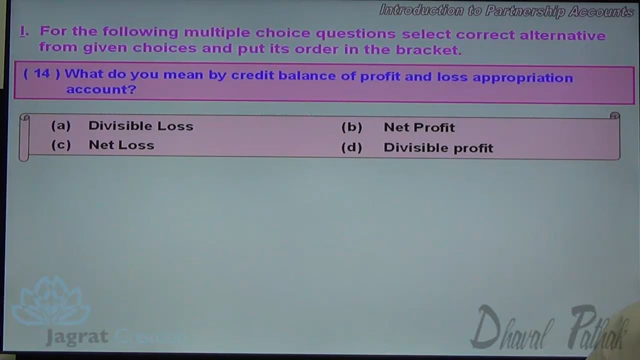 Introduction to Partnership Accounts
I. For the following multiple choice questions select correct alternative
from given choices and put its order in the bracket.
( 14 ) What do you mean by credit balance of profit and loss appropriation
account?
(a) Divisible Loss (b) Net Profit
(c) Net Loss (d) Divisible profit
Jagrat
Dhaval Pathak